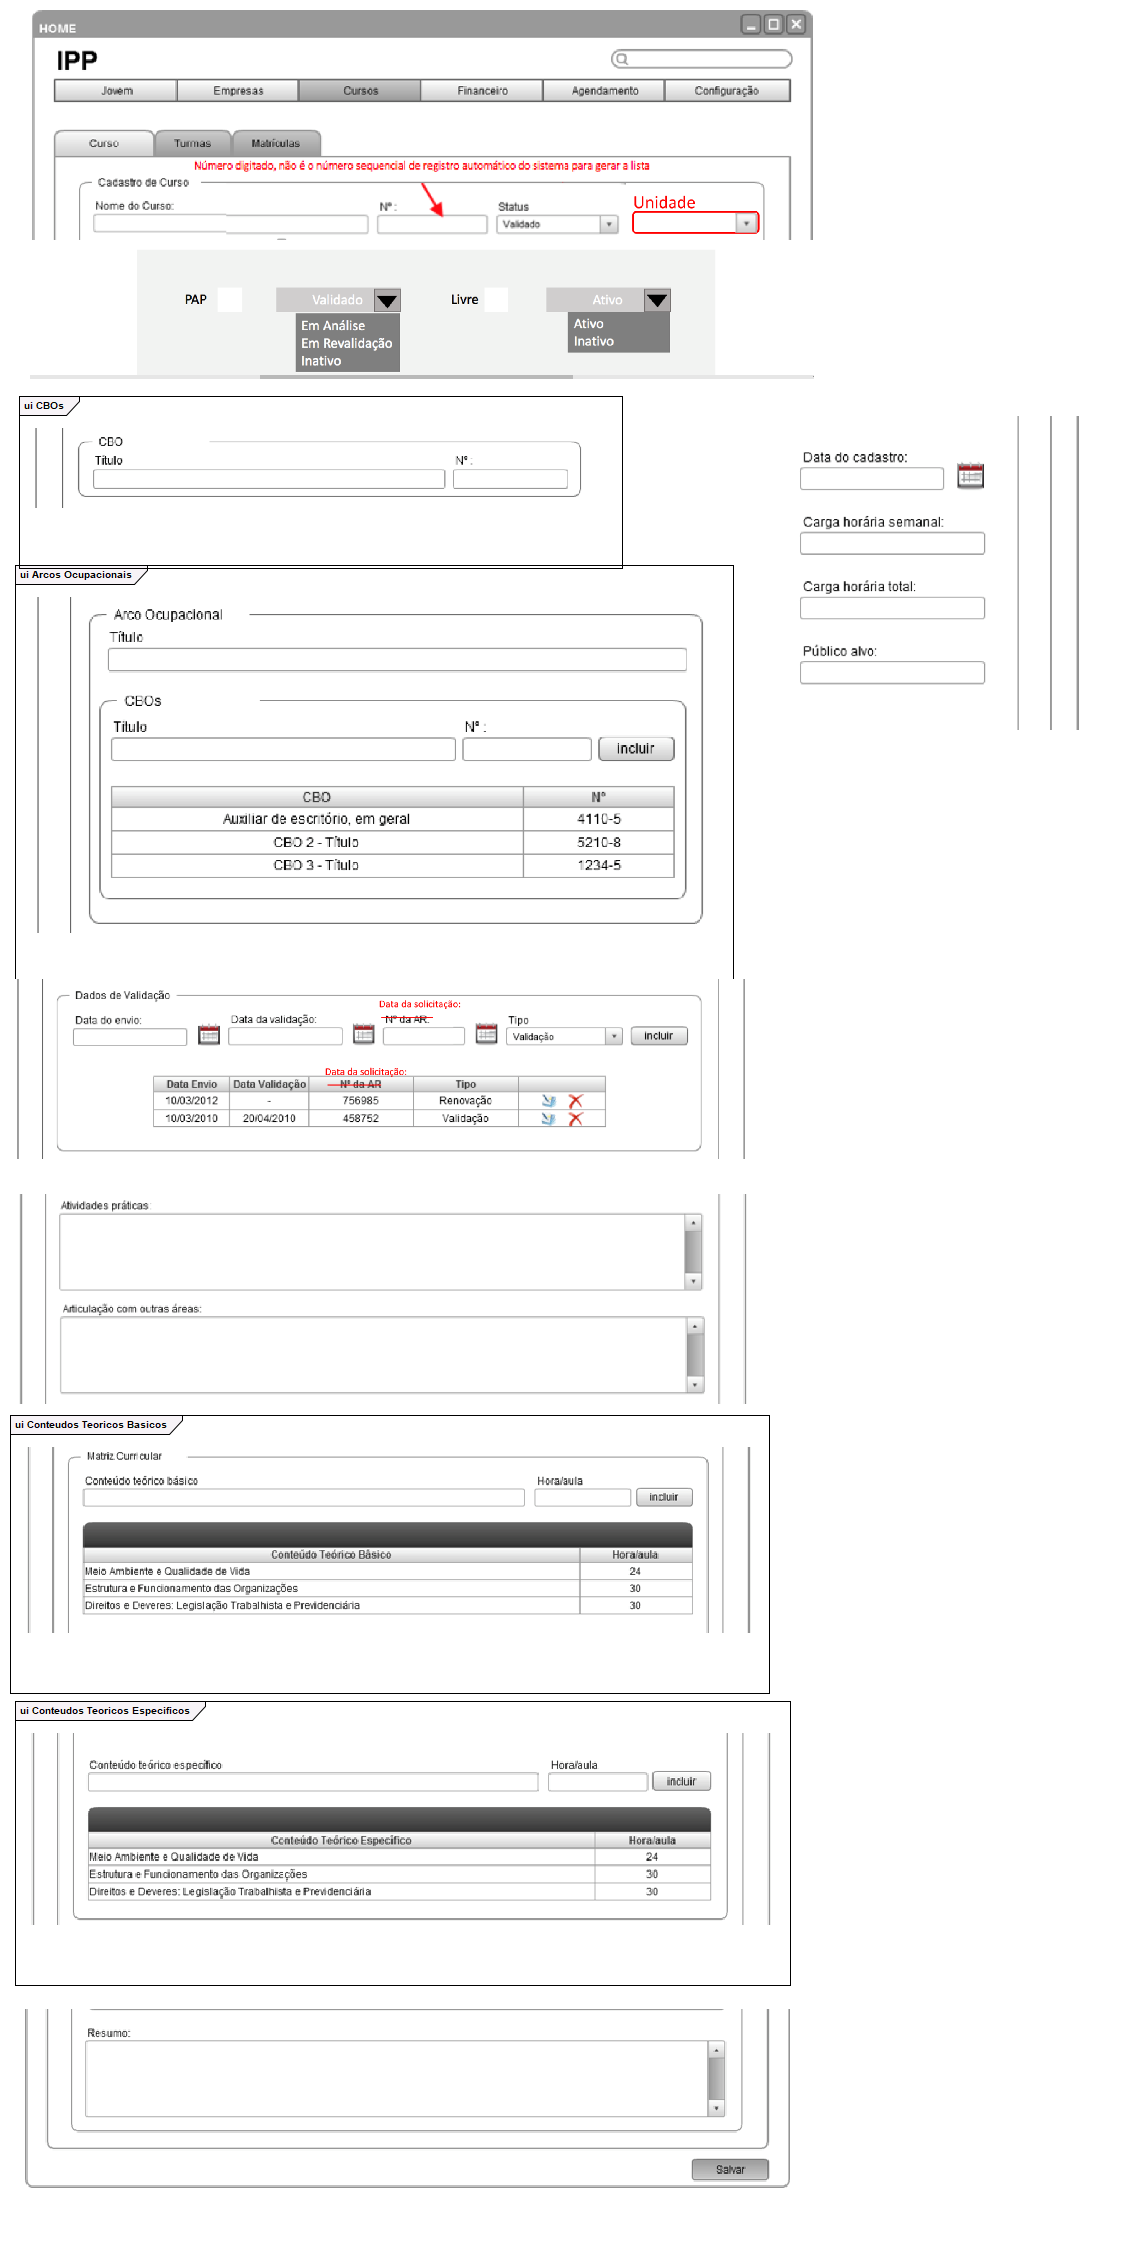 HOME
IPP
Jovem Empresas Cursos Financeiro Agendamento Configuração
Curso Turmas Matrículas
Número digitado, não é o número sequencial de registro automático do sistema para gerar a lista
Cadastro de Curso
Nome do Curso: Nº : Status Unidade
Validado
PAP Validado Livre Ativo
Em Análise Ativo
Em Revalidação Inativo
Inativo
ui CBOs
CBO
Título Nº :
Data do cadastro:
Carga horária semanal:
Carga horária total:
Público alvo:
ui Arcos Ocupacionais
Arco Ocupacional
Título
CBOs
Título Nº :
incluir
CBO Nº
Auxiliar de escritório, em geral 4110-5
CBO 2 - Título 5210-8
CBO 3 - Título 1234-5
Dados de Validação
Data da solicitação:
Data do envio: Data da validação: Nº da AR: Tipo
Validação incluir
Data da solicitação:
Data Envio Data Validação Nº da AR Tipo
10/03/2012 - 756985 Renovação
10/03/2010 20/04/2010 458752 Validação
Atividades práticas:
Articulação com outras áreas:
ui Conteudos Teoricos Basicos
Matriz Curricular
Conteúdo teórico básico Hora/aula
incluir
Conteúdo Teórico Básico Hora/aula
Meio Ambiente e Qualidade de Vida 24
Estrutura e Funcionamento das Organizações 30
Direitos e Deveres: Legislação Trabalhista e Previdenciária 30
ui Conteudos Teoricos Especificos
Conteúdo teórico específico Hora/aula
incluir
Conteúdo Teórico Específico Hora/aula
Meio Ambiente e Qualidade de Vida 24
Estrutura e Funcionamento das Organizações 30
Direitos e Deveres: Legislação Trabalhista e Previdenciária 30
Resumo:
Salvar